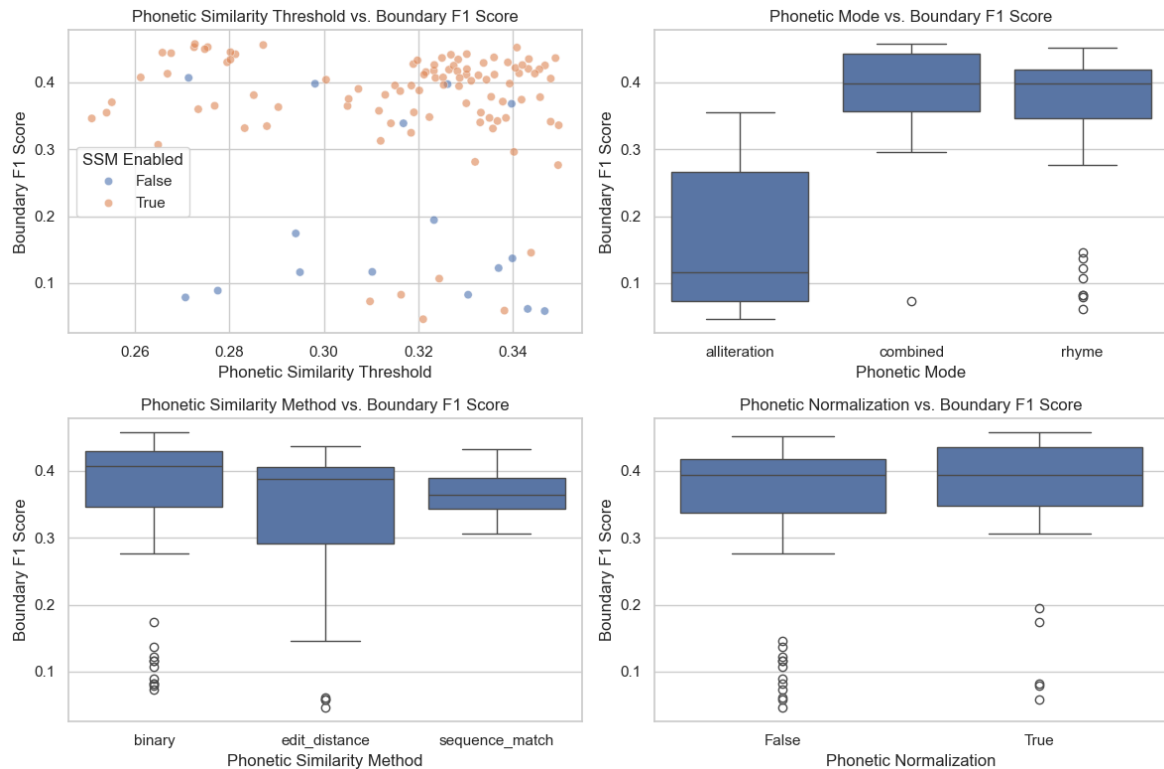 Phonetic Similarity Threshold vs. Boundary F1 Score
Boundary F1 Score
0.4
0.3
0.2
0.1
SSM Enabled
False
True
0.26
0.28
0.30
0.32
0.34
Phonetic Similarity Threshold
Phonetic Mode vs. Boundary F1 Score
Boundary F1 Score
0.4
0.3
0.2
0.1
alliteration
combined
rhyme
Phonetic Mode
Phonetic Similarity Method vs. Boundary F1 Score
Boundary F1 Score
0.4
0.3
0.2
0.1
binary
edit_distance
sequence_match
Phonetic Similarity Method
Phonetic Normalization vs. Boundary F1 Score
Boundary F1 Score
0.4
0.3
0.2
0.1
False
True
Phonetic Normalization